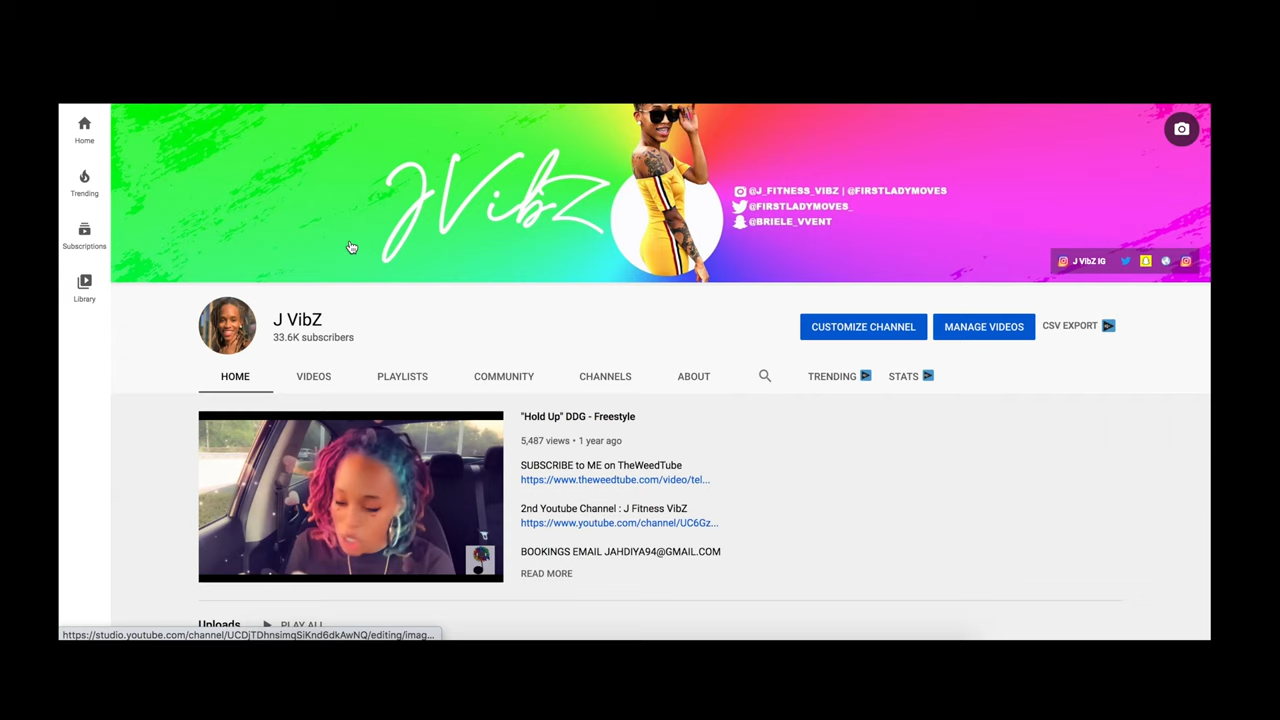 Home
Trending
Subscriptions
Library
JVibZ
@J_FITNESS_VIBZ | @FIRSTLADYMOVES
@FIRSTLADYMOVES_
@BRIELE_VVENT
J VIbZ IG
J VibZ
33.6K subscribers
CUSTOMIZE CHANNEL
MANAGE VIDEOS
CSV EXPORT
HOME
VIDEOS
PLAYLISTS
COMMUNITY
CHANNELS
ABOUT
TRENDING
STATS
"Hold Up" DDG - Freestyle
5,487 views • 1 year ago
SUBSCRIBE to ME on TheWeedTube
https://www.theweedtube.com/video/tel...
2nd Youtube Channel : J Fitness VibZ
https://www.youtube.com/channel/UC6Gz...
BOOKINGS EMAIL JAHDIYA94@GMAIL.COM
READ MORE
Uploads
PLAY ALL
https://studio.youtube.com/channel/UCDjTDhnsimqSiKnd6dkAwNQ/editing/imag...